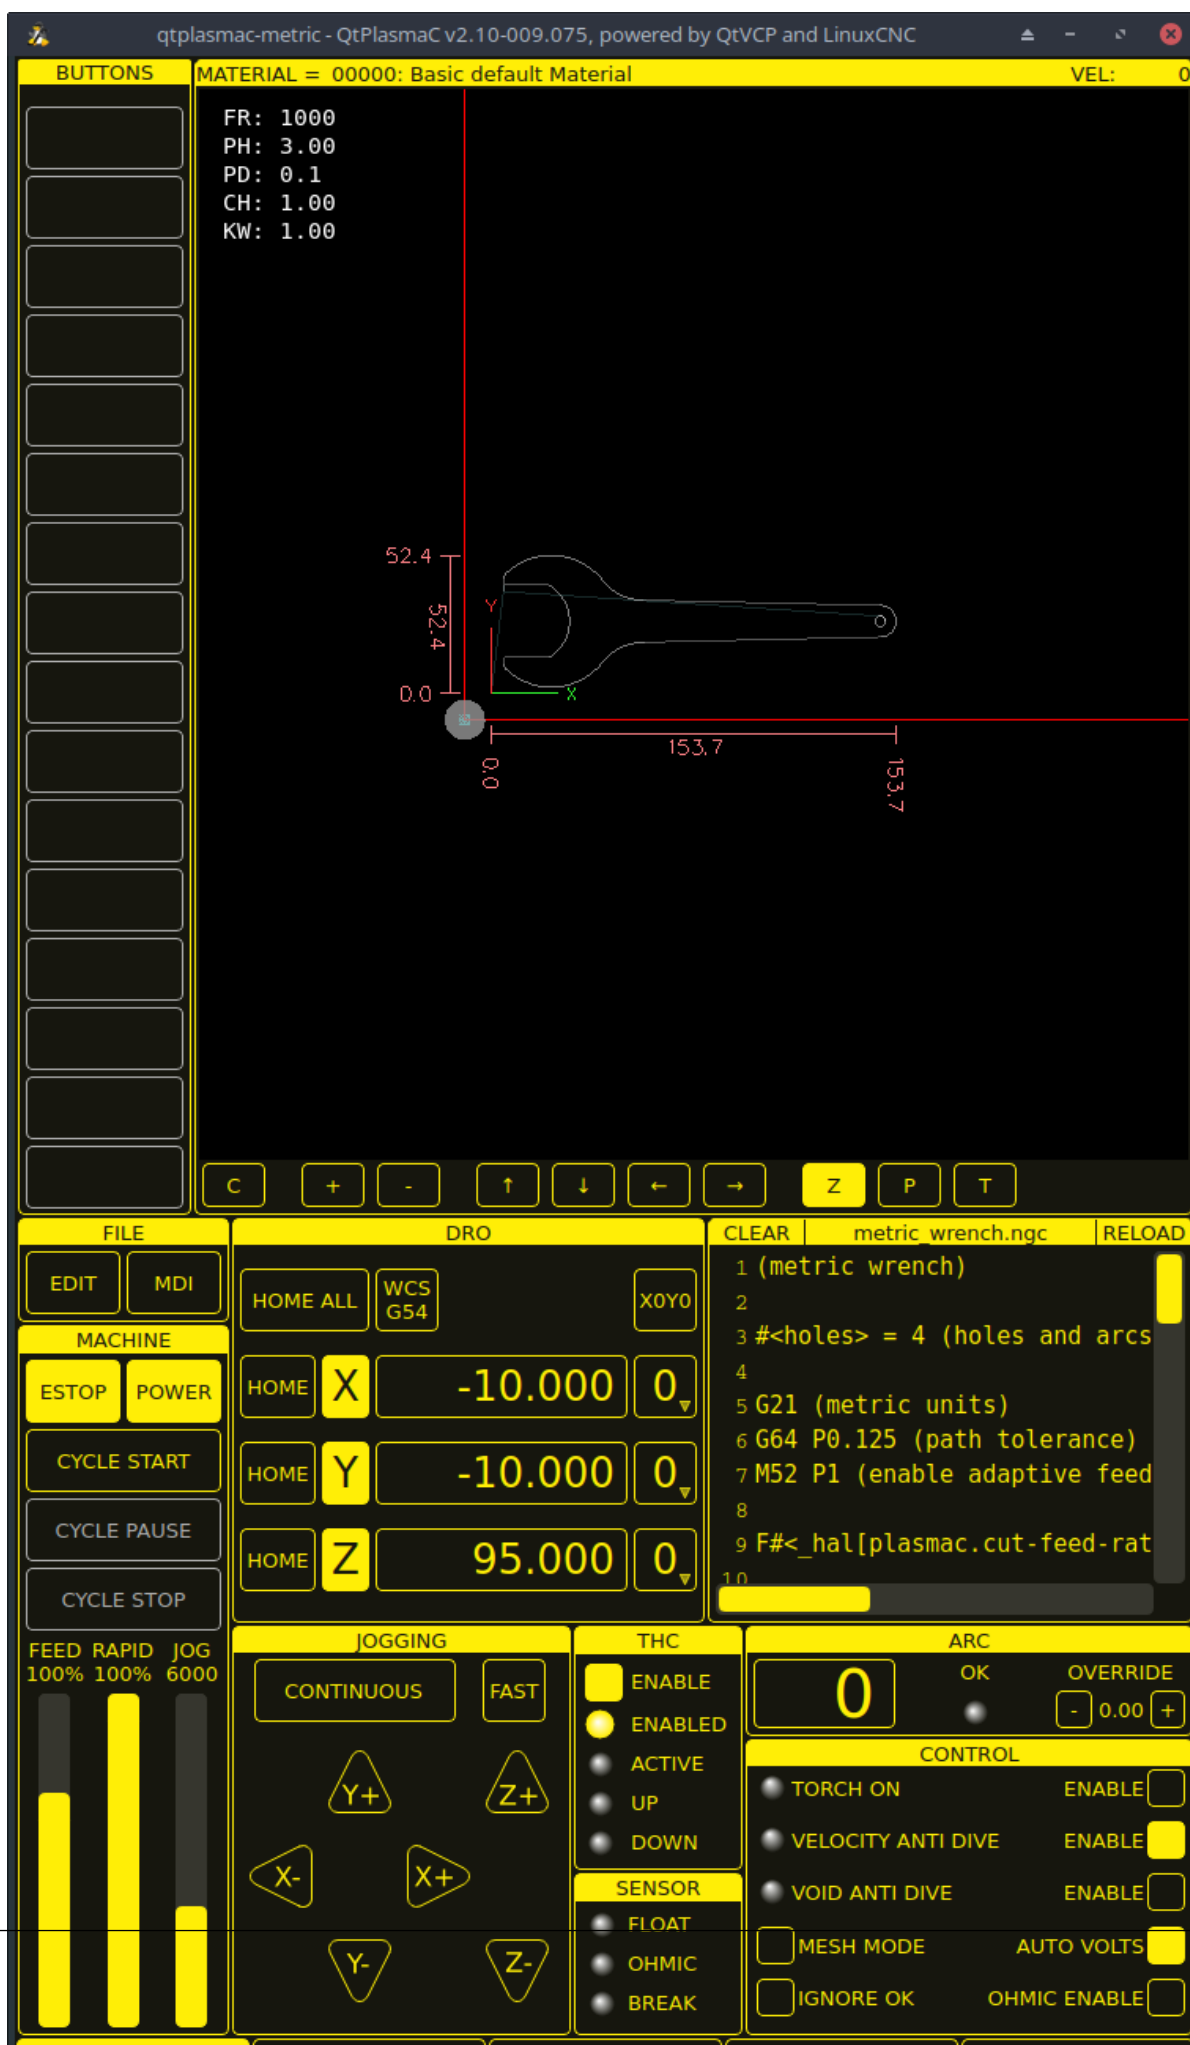 qtplasmac-metric - QtPlasmaC v2.10-009.075, powered by QtVCP and LinuxCNC
BUTTONS
MATERIAL = 00000: Basic default Material
VEL: 0
FR: 1000
PH: 3.00
PD: 0.1
CH: 1.00
KW: 1.00
52.4
52.4
0.0
Y
X
153.7
0.0
153.7
C + - ↑ ↓ ← → Z P T
FILE
EDIT MDI
MACHINE
ESTOP POWER
CYCLE START
CYCLE PAUSE
CYCLE STOP
FEED RAPID JOG
100% 100% 6000
DRO
HOME ALL
WCS
G54
X0Y0
HOME X -10.000 0
HOME Y -10.000 0
HOME Z 95.000 0
CLEAR metric_wrench.ngc RELOAD
1 (metric wrench)
2
3 #<holes> = 4 (holes and arcs
4
5 G21 (metric units)
6 G64 P0.125 (path tolerance)
7 M52 P1 (enable adaptive feed
8
9 F#<_hal[plasmac.cut-feed-rat
10
JOGGING
CONTINUOUS FAST
Y+ Z+
X- X+
Y- Z-
THC
ENABLE
ENABLED
ACTIVE
UP
DOWN
SENSOR
FLOAT
OHMIC
BREAK
ARC
0
OK
OVERRIDE
- 0.00 +
CONTROL
TORCH ON ENABLE
VELOCITY ANTI DIVE ENABLE
VOID ANTI DIVE ENABLE
MESH MODE AUTO VOLTS
IGNORE OK OHMIC ENABLE